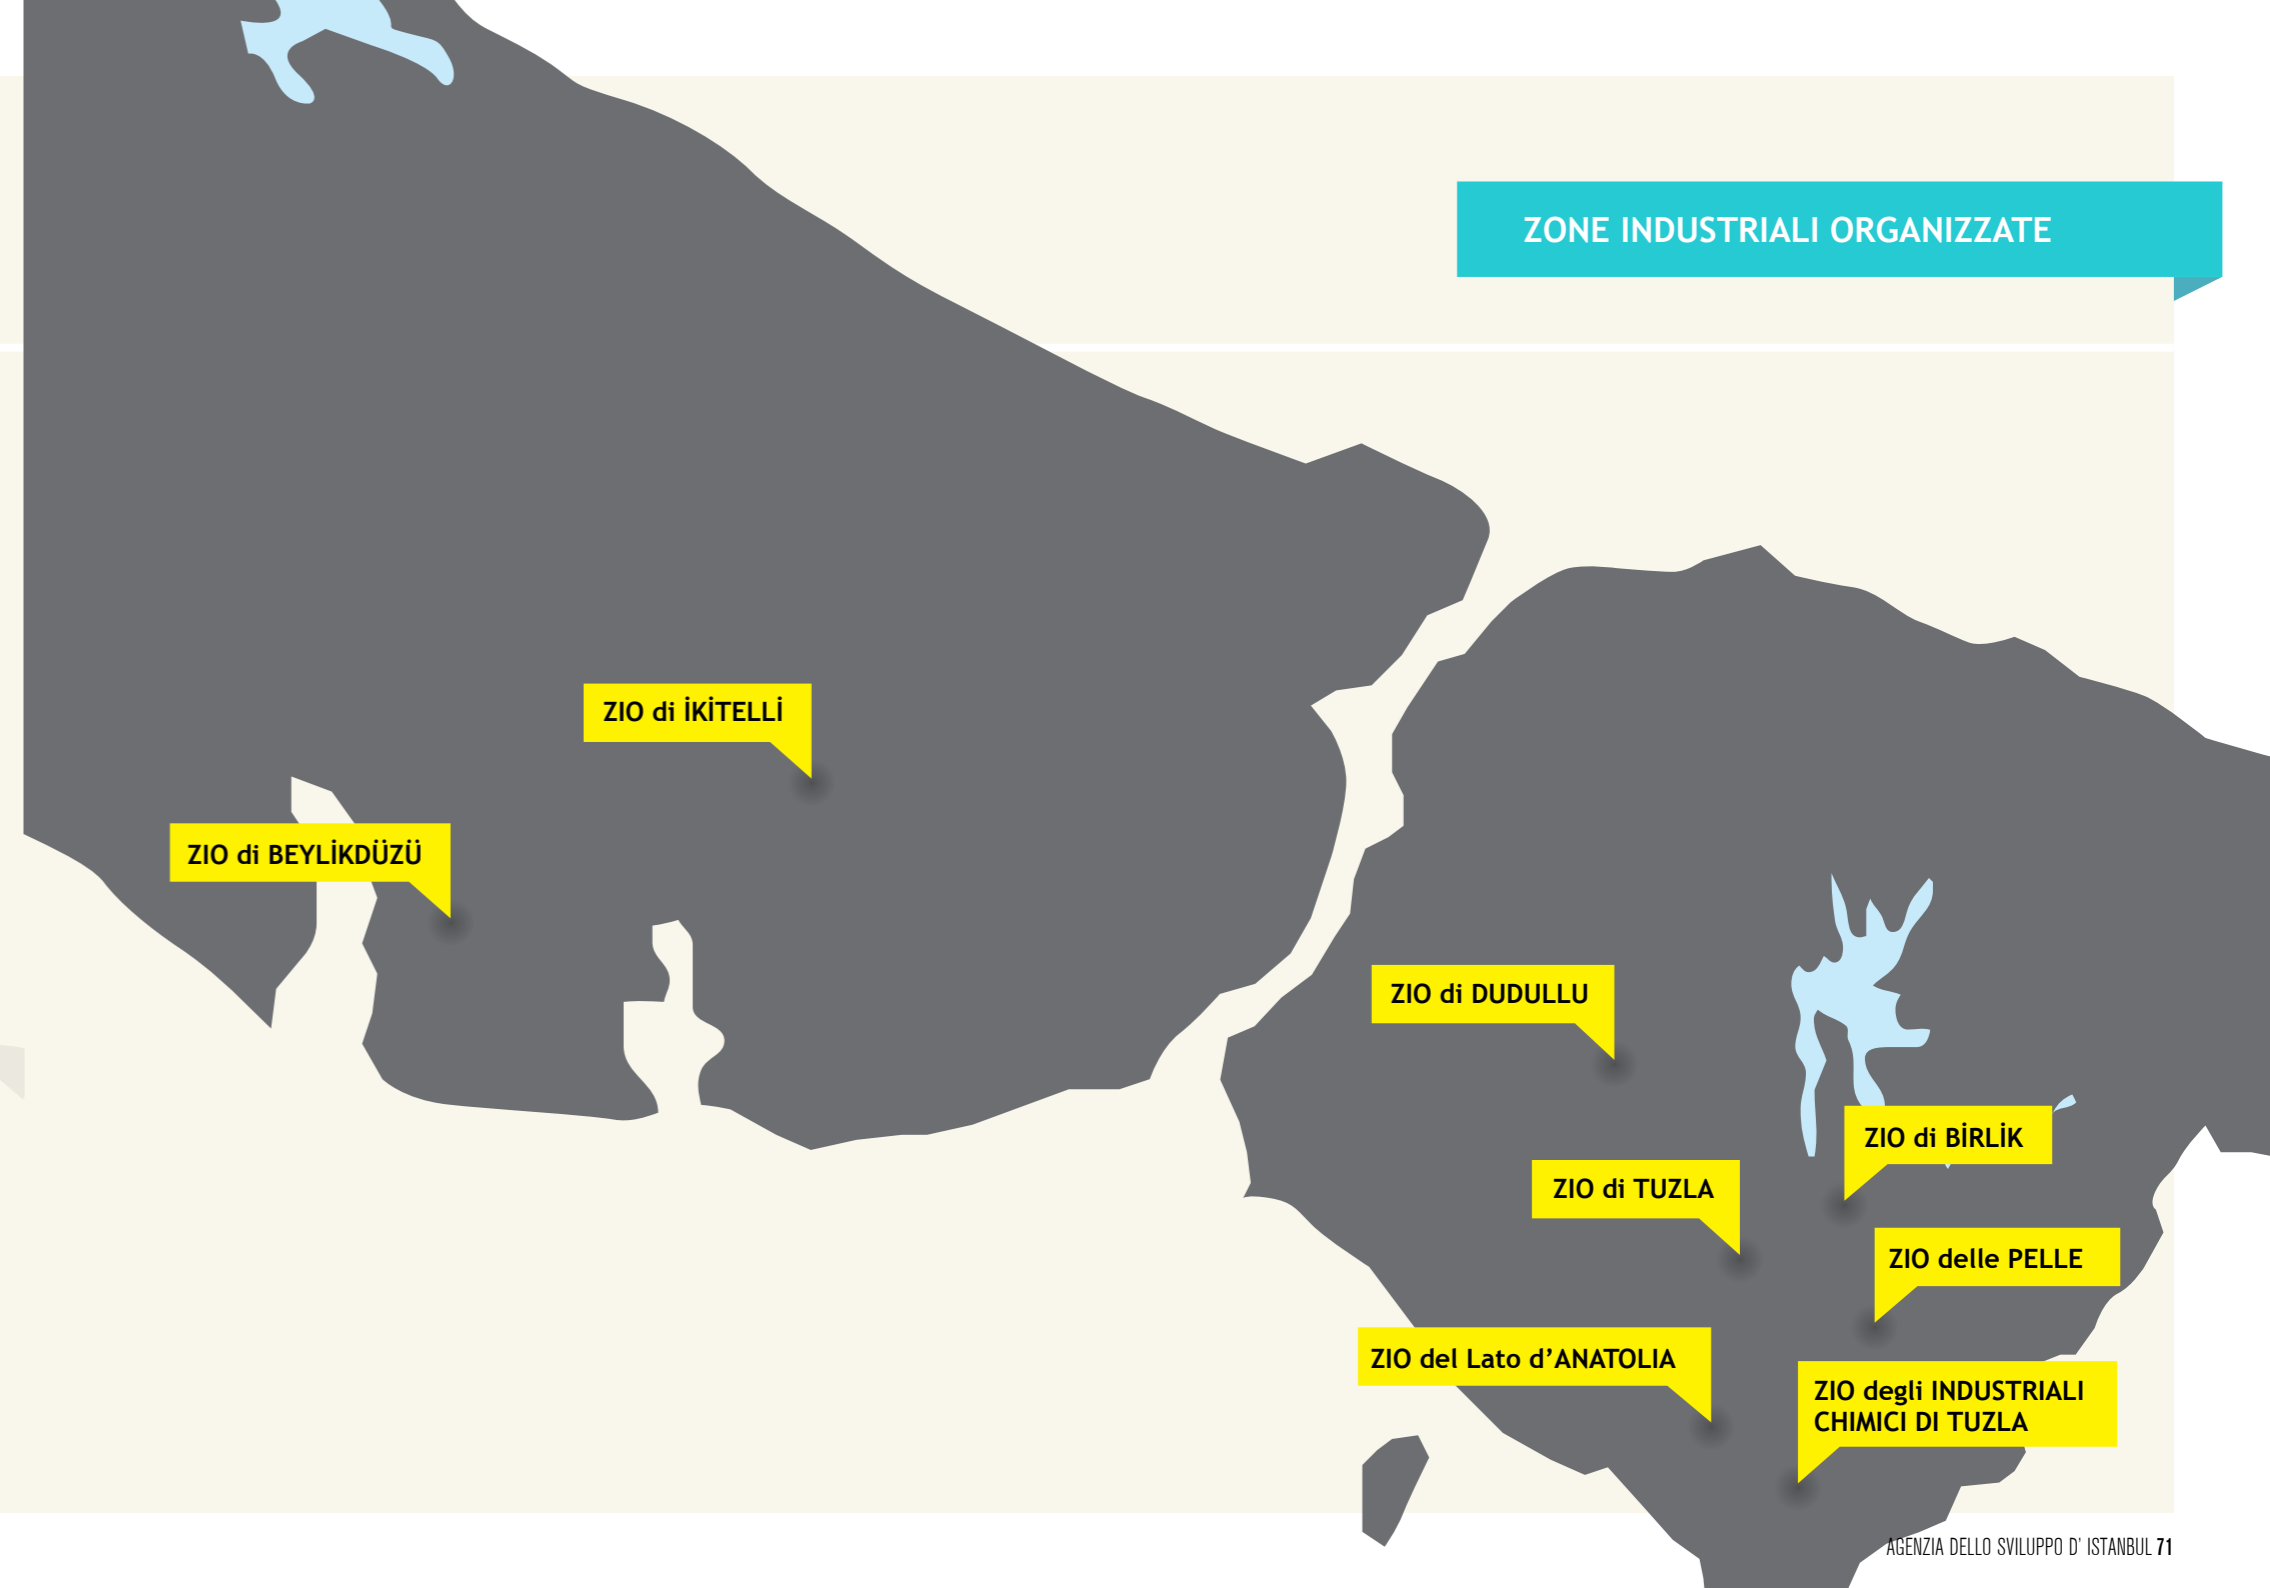 ZONE INDUSTRIALI ORGANIZZATE
ZIO di İKİTELLİ
ZIO di BEYLİKDÜZÜ
ZIO di DUDULLU
ZIO di BİRLİK
ZIO di TUZLA
ZIO delle PELLE
ZIO del Lato d’ANATOLIA
ZIO degli INDUSTRIALI
CHIMICI DI TUZLA
AGENZIA DELLO SVILUPPO D' ISTANBUL 71